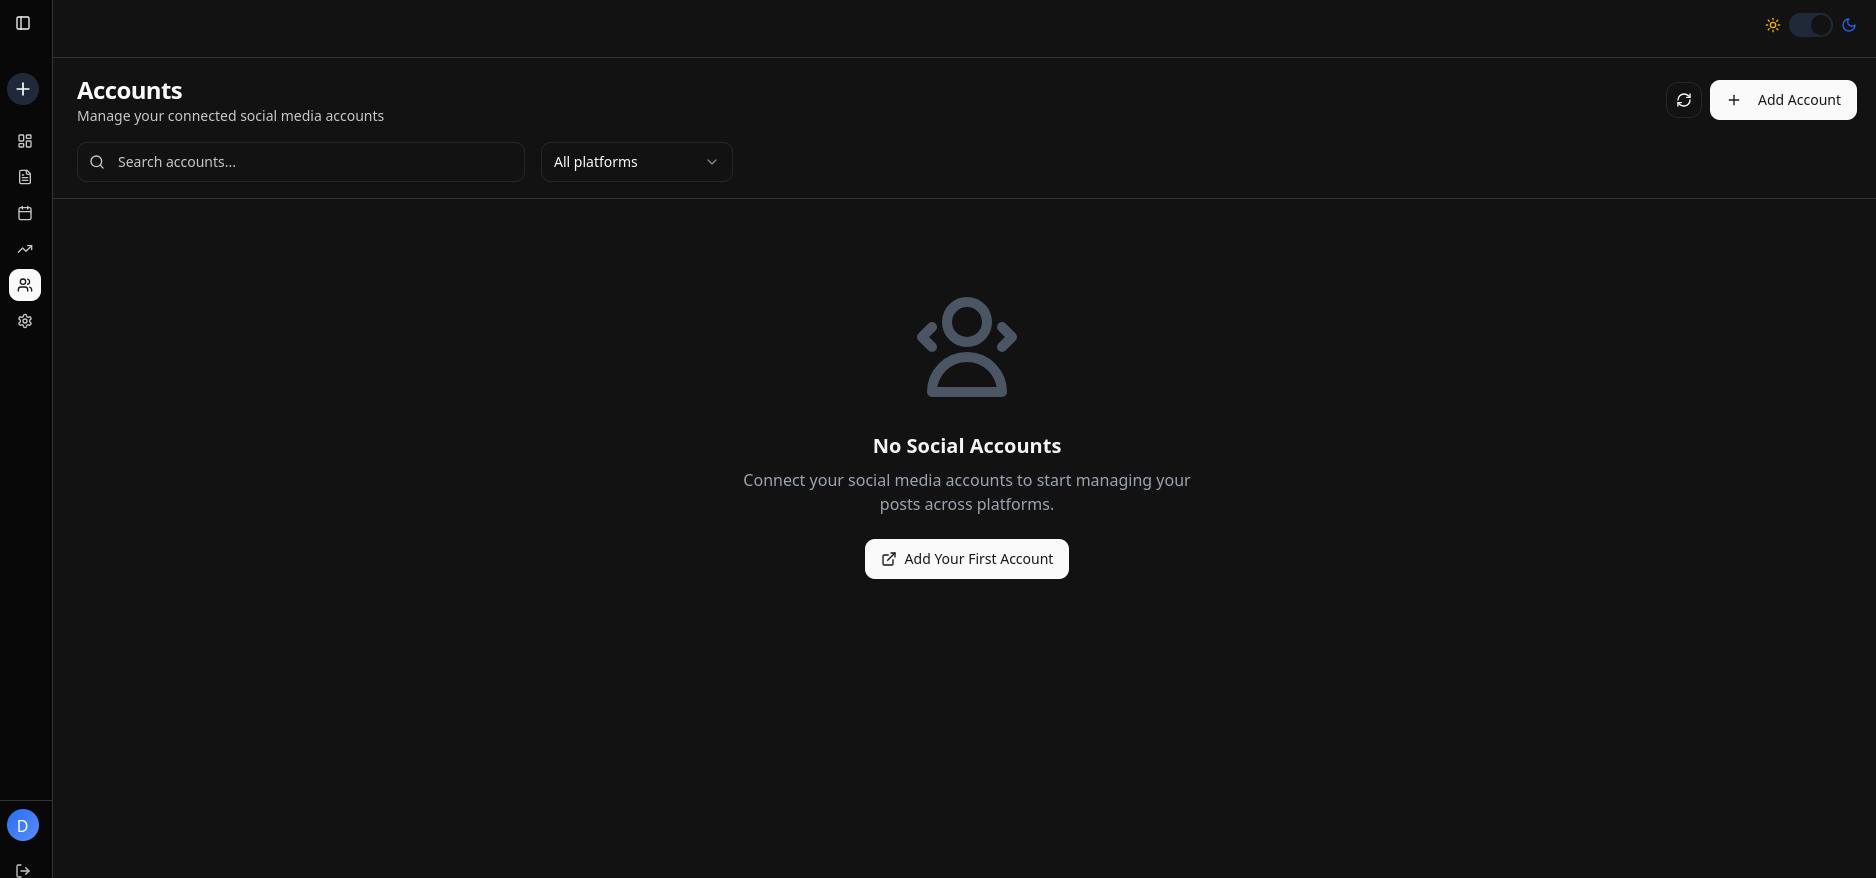 Accounts
Manage your connected social media accounts
Add Account
Search accounts...
All platforms
No Social Accounts
Connect your social media accounts to start managing your
posts across platforms.
Add Your First Account
D